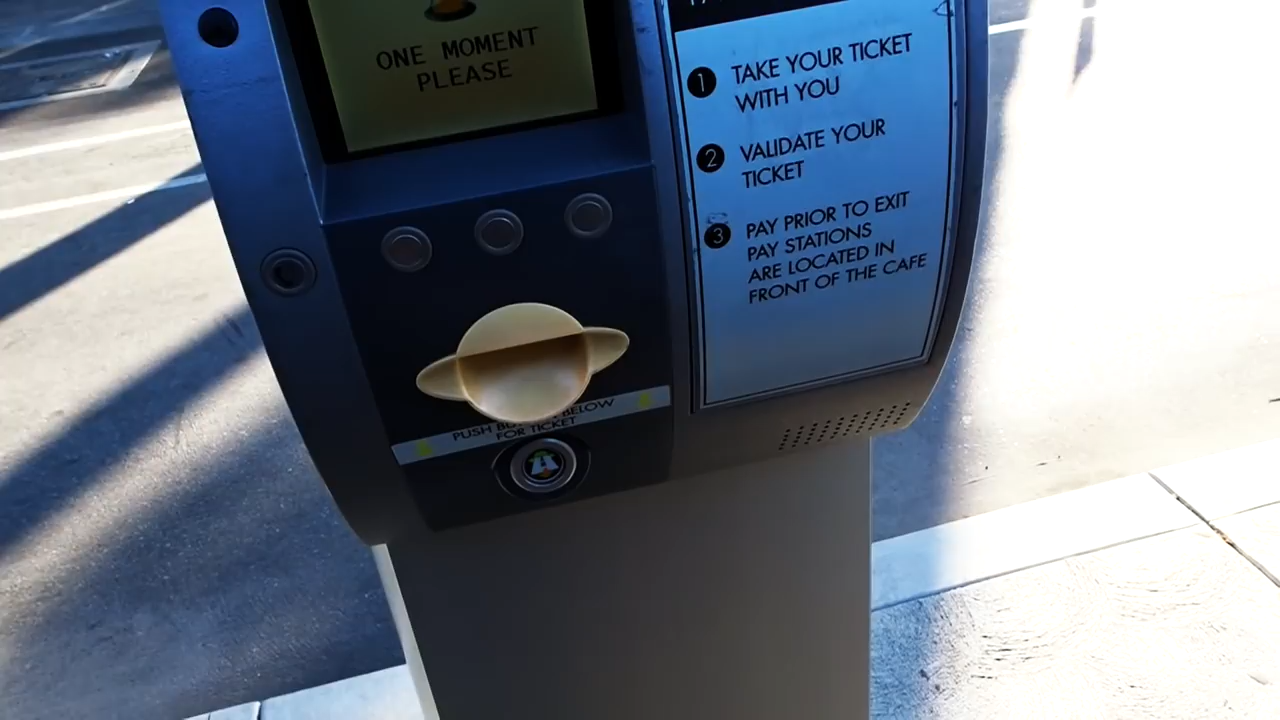 ONE MOMENT
PLEASE
1 TAKE YOUR TICKET
WITH YOU
2 VALIDATE YOUR
TICKET
3 PAY PRIOR TO EXIT
PAY STATIONS
ARE LOCATED IN
FRONT OF THE CAFE
PUSH BELOW
FOR TICKET